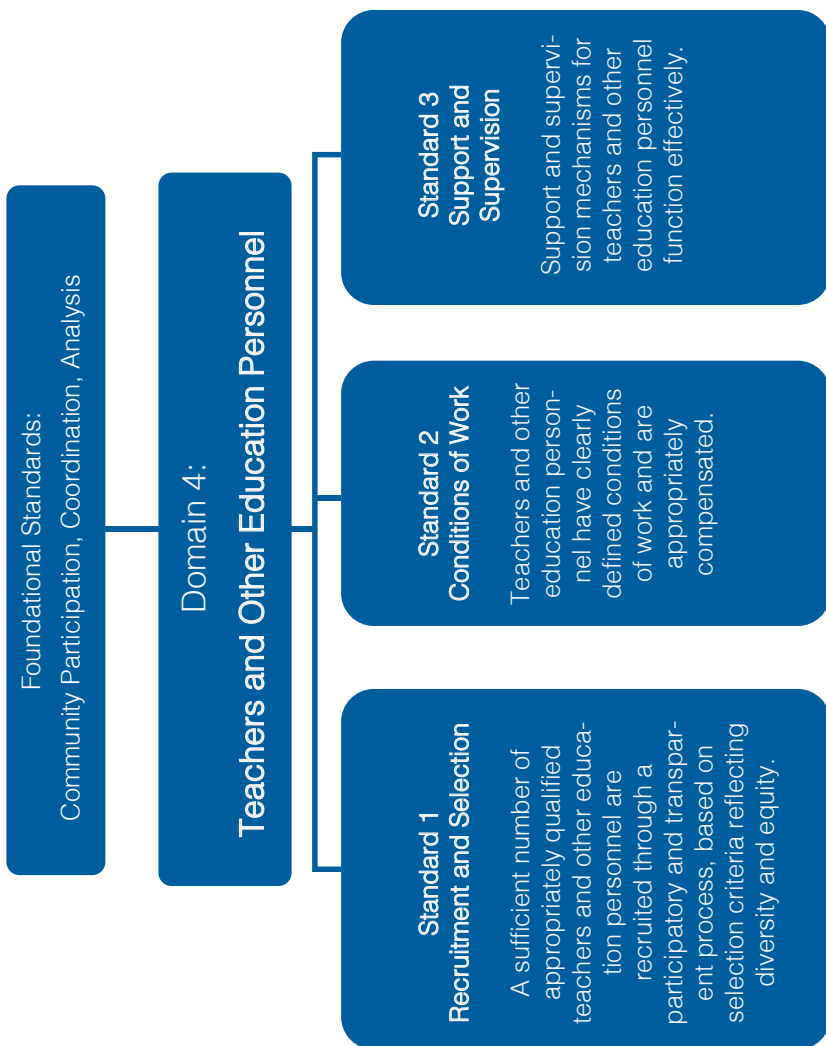 Foundational Standards:
Community Participation, Coordination, Analysis
Domain 4:
Teachers and Other Education Personnel
Standard 1
Recruitment and Selection
A sufficient number of
appropriately qualified
teachers and other educa-
tion personnel are
recruited through a
participatory and transpar-
ent process, based on
selection criteria reflecting
diversity and equity.
Standard 2
Conditions of Work
Teachers and other
education person-
nel have clearly
defined conditions
of work and are
appropriately
compensated.
Standard 3
Support and
Supervision
Support and supervi-
sion mechanisms for
teachers and other
education personnel
function effectively.